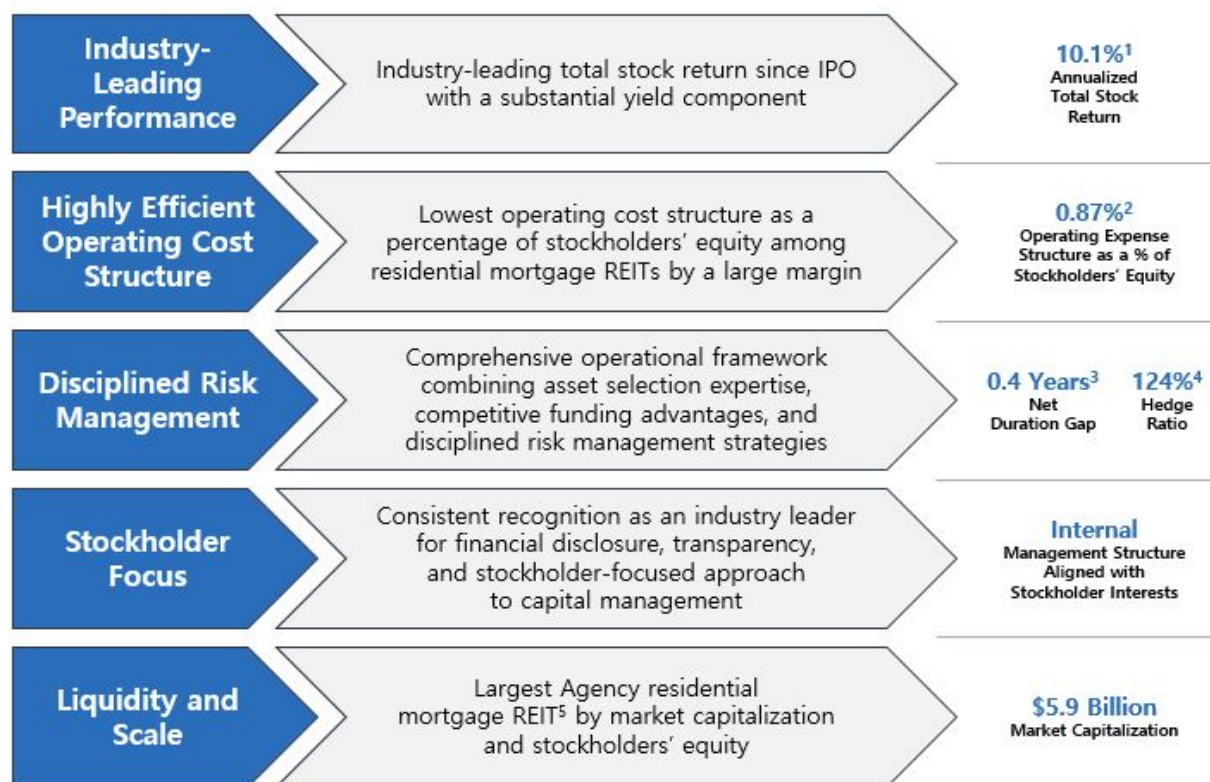 Industry-
Leading
Performance
Industry-leading total stock return since IPO
with a substantial yield component
10.1%¹
Annualized
Total Stock
Return
Highly Efficient
Operating Cost
Structure
Lowest operating cost structure as a
percentage of stockholders’ equity among
residential mortgage REITs by a large margin
0.87%²
Operating Expense
Structure as a % of
Stockholders’ Equity
Disciplined Risk
Management
Comprehensive operational framework
combining asset selection expertise,
competitive funding advantages, and
disciplined risk management strategies
0.4 Years³
Net
Duration Gap
124%⁴
Hedge
Ratio
Stockholder
Focus
Consistent recognition as an industry leader
for financial disclosure, transparency,
and stockholder-focused approach
to capital management
Internal
Management Structure
Aligned with
Stockholder Interests
Liquidity and
Scale
Largest Agency residential
mortgage REIT⁵ by market capitalization
and stockholders’ equity
$5.9 Billion
Market Capitalization